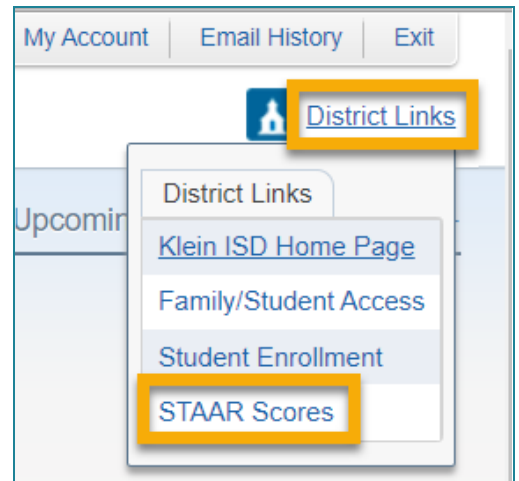 My Account Email History Exit
District Links
District Links
Upcomin
Klein ISD Home Page
Family/Student Access
Student Enrollment
STAAR Scores